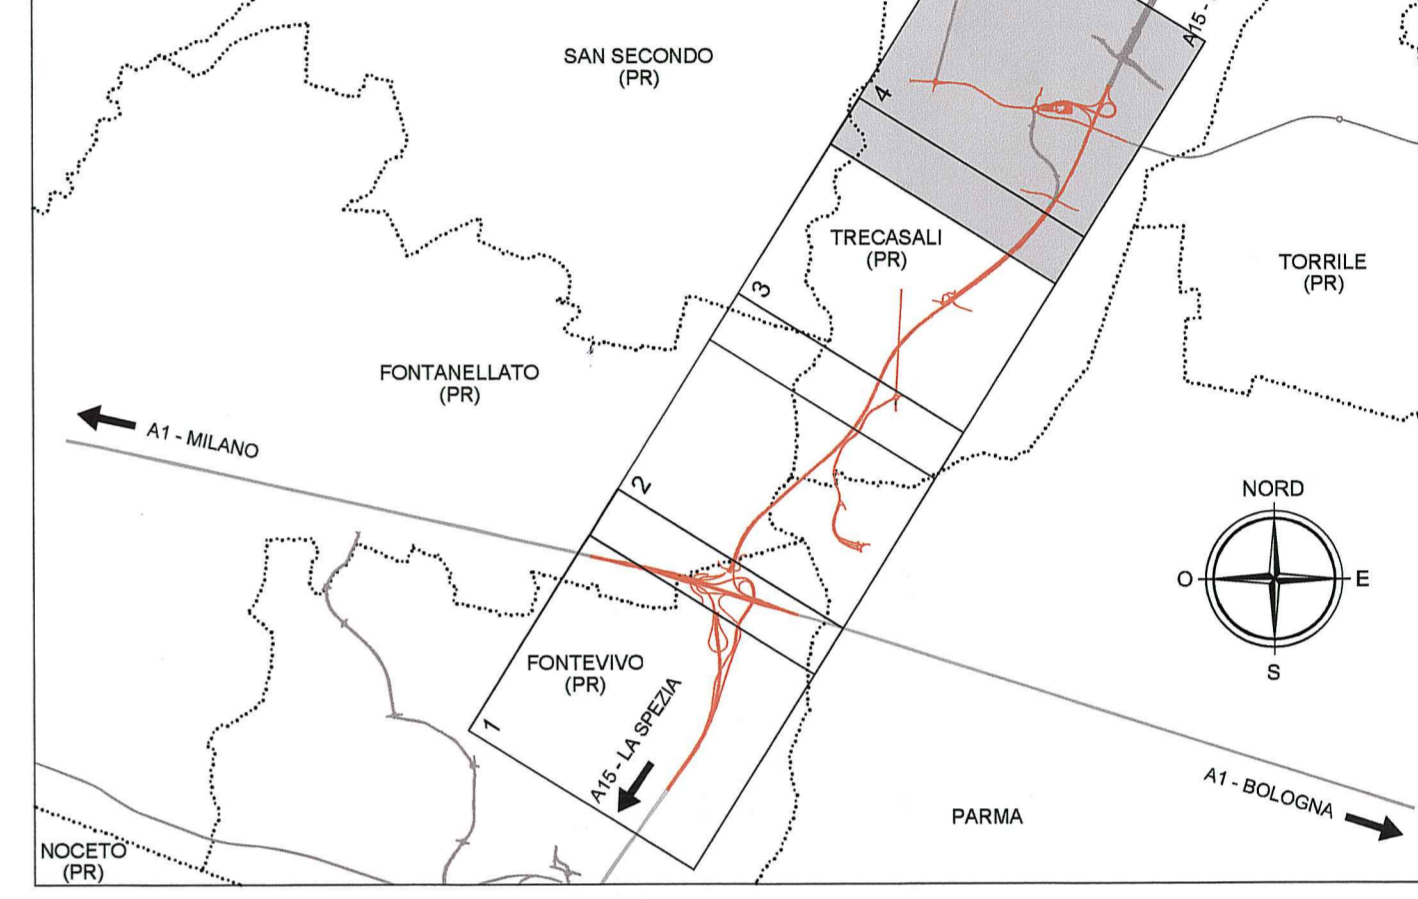 A15 -
SAN SECONDO
(PR)
4
TRECASALI
(PR)
TORRILE
(PR)
3
FONTANELLATO
(PR)
A1 - MILANO
2
NORD
O
E
S
FONTEVIVO
(PR)
1
A15 - LA SPEZIA
A1 - BOLOGNA
PARMA
NOCETO
(PR)